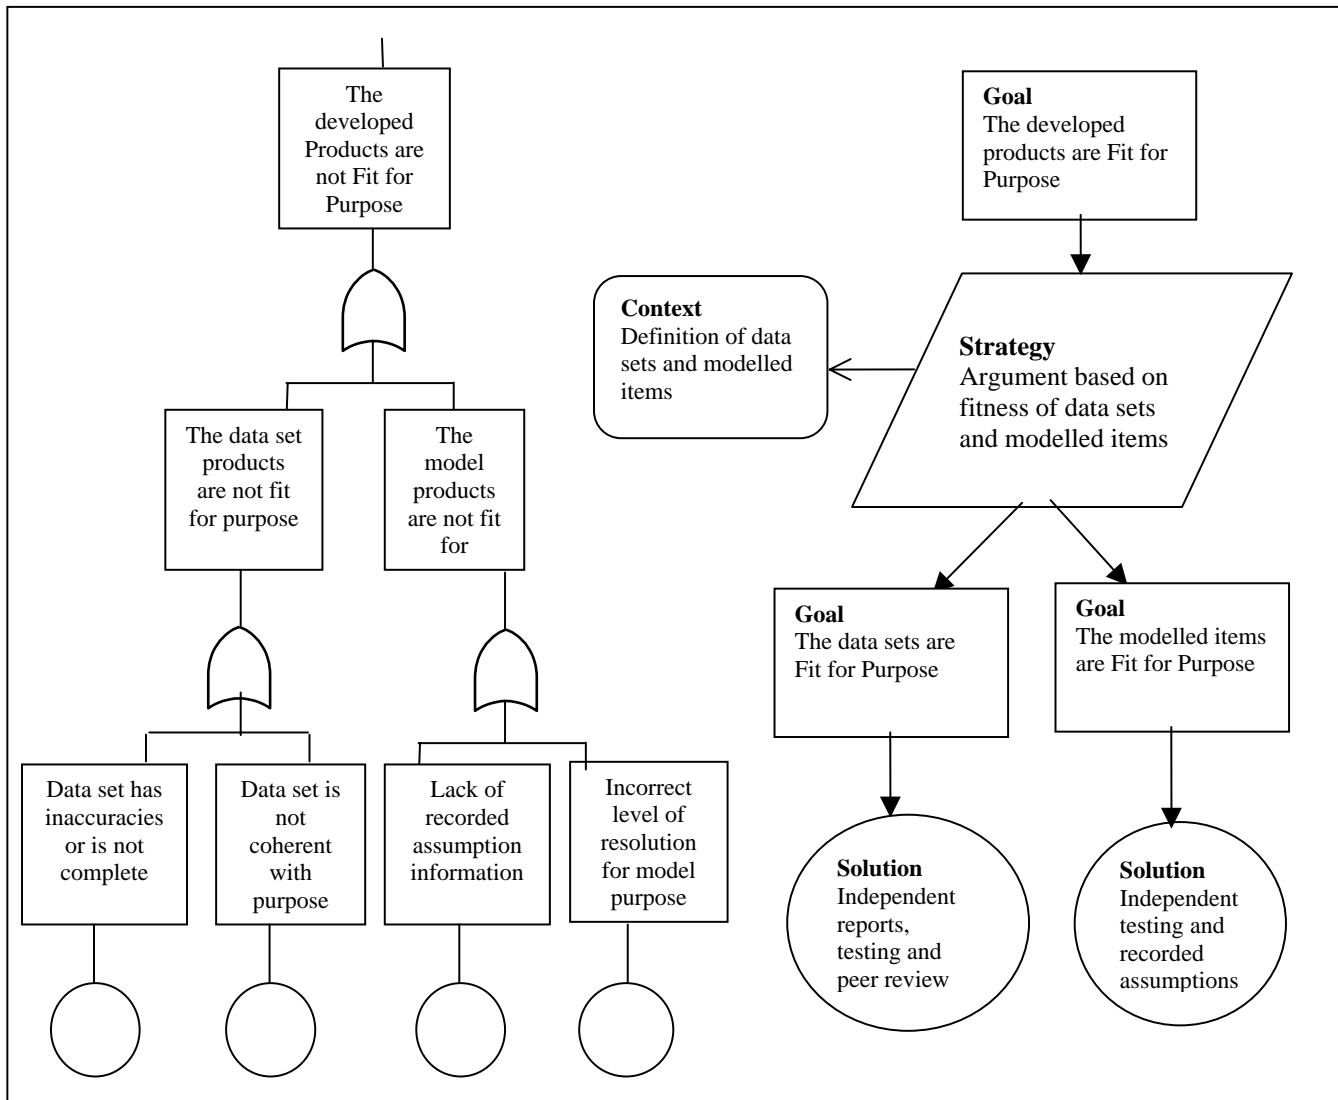 The
developed
Products are
not Fit for
Purpose
The data set
products
are not fit
for purpose
The
model
products
are not fit
for
Data set has
inaccuracies
or is not
complete
Data set is
not
coherent
with
purpose
Lack of
recorded
assumption
information
Incorrect
level of
resolution
for model
purpose
Goal
The developed
products are Fit for
Purpose
Context
Definition of data
sets and modelled
items
Strategy
Argument based on
fitness of data sets
and modelled items
Goal
The data sets are
Fit for Purpose
Goal
The modelled items
are Fit for Purpose
Solution
Independent
reports,
testing and
peer review
Solution
Independent
testing and
recorded
assumptions